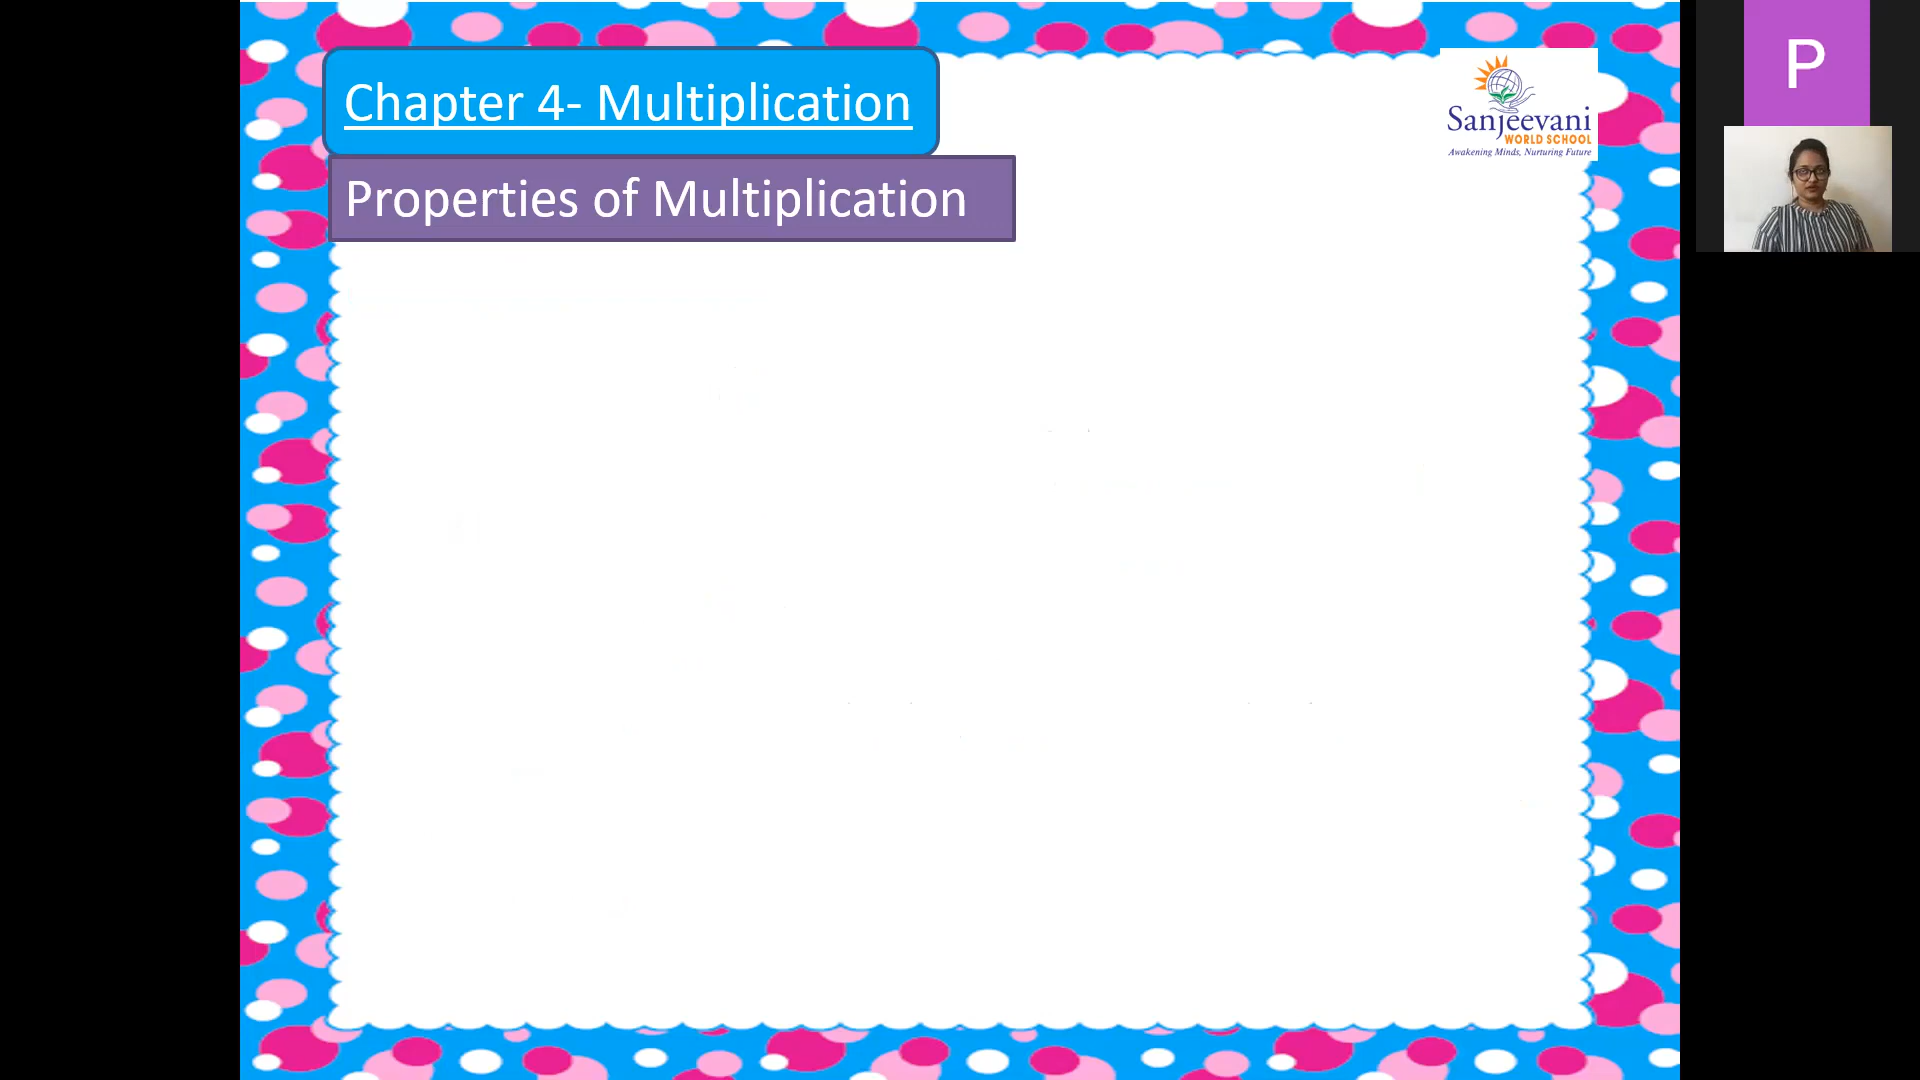 Chapter 4- Multiplication
Properties of Multiplication
Sanjeevani
WORLD SCHOOL
Awakening Minds, Nurturing Future
P